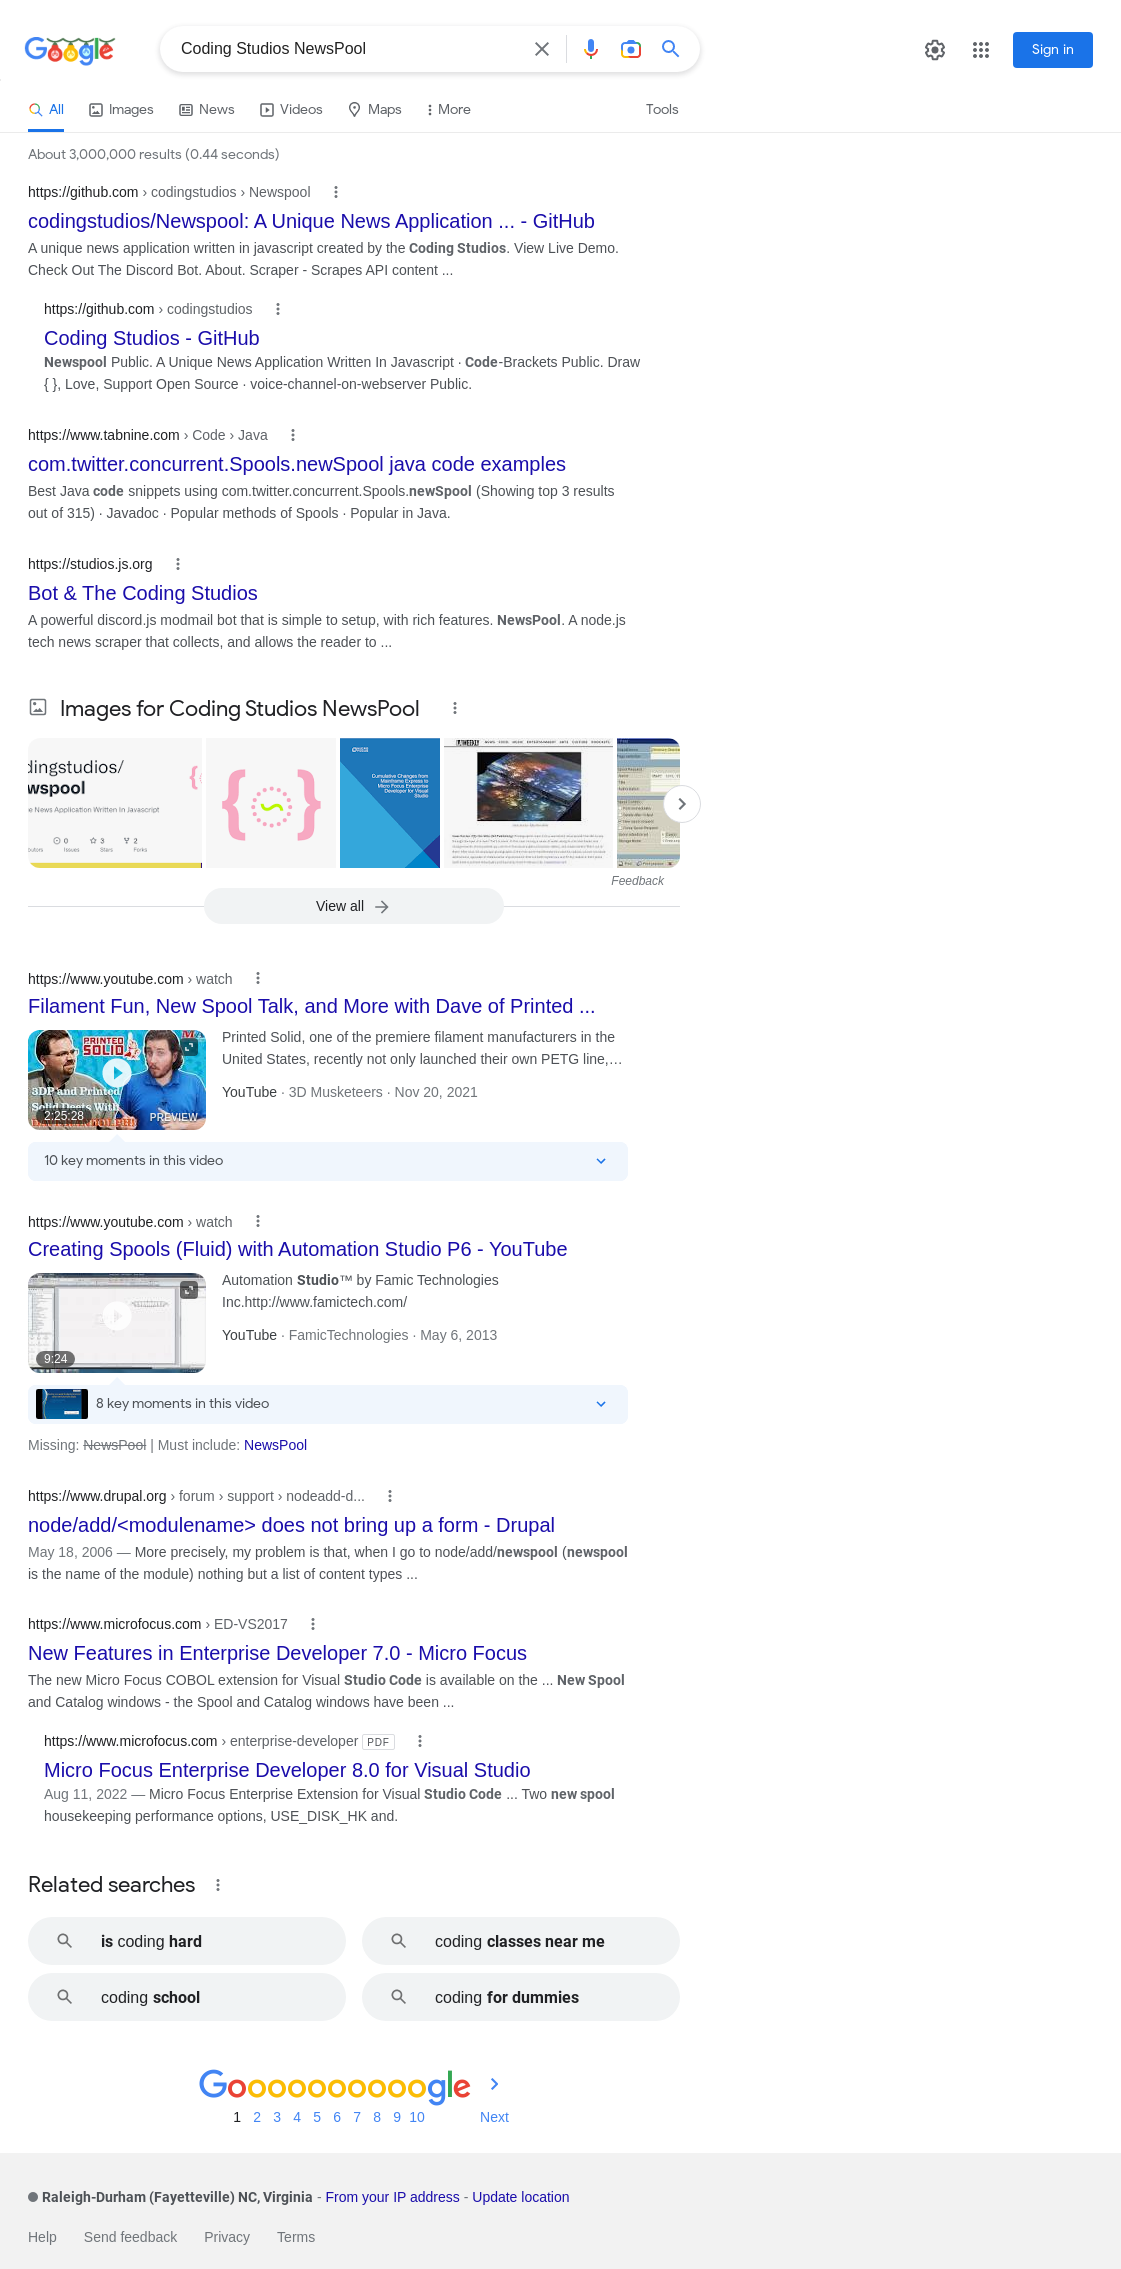 Google
Coding Studios NewsPool
Sign in
All Images News Videos Maps More Tools
About 3,000,000 results (0.44 seconds)
https://github.com › codingstudios › Newspool
codingstudios/Newspool: A Unique News Application ... - GitHub
A unique news application written in javascript created by the Coding Studios. View Live Demo.
Check Out The Discord Bot. About. Scraper - Scrapes API content ...
https://github.com › codingstudios
Coding Studios - GitHub
Newspool Public. A Unique News Application Written In Javascript · Code-Brackets Public. Draw
{ }, Love, Support Open Source · voice-channel-on-webserver Public.
https://www.tabnine.com › Code › Java
com.twitter.concurrent.Spools.newSpool java code examples
Best Java code snippets using com.twitter.concurrent.Spools.newSpool (Showing top 3 results
out of 315) · Javadoc · Popular methods of Spools · Popular in Java.
https://studios.js.org
Bot & The Coding Studios
A powerful discord.js modmail bot that is simple to setup, with rich features. NewsPool. A node.js
tech news scraper that collects, and allows the reader to ...
Images for Coding Studios NewsPool
dingstudios/
wspool
e News Application Written In Javascript
0 3 2
Issues Stars Forks
Cumulative Changes from
Mainframe Express to
Micro Focus Enterprise
Developer for Visual
Studio
Feedback
View all
https://www.youtube.com › watch
Filament Fun, New Spool Talk, and More with Dave of Printed ...
PRINTED
SOLID
3DP and Printed
Solid Deets With
2:25:28
PREVIEW
Printed Solid, one of the premiere filament manufacturers in the
United States, recently not only launched their own PETG line,…
YouTube · 3D Musketeers · Nov 20, 2021
10 key moments in this video
https://www.youtube.com › watch
Creating Spools (Fluid) with Automation Studio P6 - YouTube
9:24
Automation Studio™ by Famic Technologies
Inc.http://www.famictech.com/
YouTube · FamicTechnologies · May 6, 2013
8 key moments in this video
Missing: NewsPool | Must include: NewsPool
https://www.drupal.org › forum › support › nodeadd-d...
node/add/<modulename> does not bring up a form - Drupal
May 18, 2006 — More precisely, my problem is that, when I go to node/add/newspool (newspool
is the name of the module) nothing but a list of content types ...
https://www.microfocus.com › ED-VS2017
New Features in Enterprise Developer 7.0 - Micro Focus
The new Micro Focus COBOL extension for Visual Studio Code is available on the ... New Spool
and Catalog windows - the Spool and Catalog windows have been ...
https://www.microfocus.com › enterprise-developer PDF
Micro Focus Enterprise Developer 8.0 for Visual Studio
Aug 11, 2022 — Micro Focus Enterprise Extension for Visual Studio Code ... Two new spool
housekeeping performance options, USE_DISK_HK and.
Related searches
is coding hard
coding classes near me
coding school
coding for dummies
Goooooooooogle
1 2 3 4 5 6 7 8 9 10 Next
Raleigh-Durham (Fayetteville) NC, Virginia - From your IP address - Update location
Help Send feedback Privacy Terms